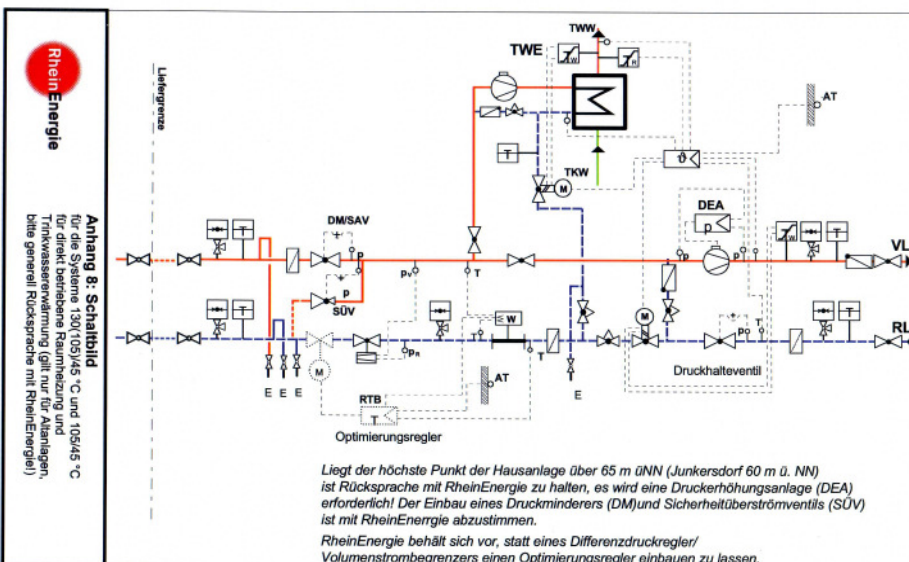 RheinEnergie
Anhang 8: Schaltbild
für die Systeme 130(105)/45 °C und 105/45 °C
für direkt betriebene Raumheizung und
Trinkwassererwärmung (gilt nur für Altanlagen,
bitte generell Rücksprache mit RheinEnergie!)
Liefergrenze
TWW
TWE
W
R
AT
T
TKW
M
ϑ
DEA
p
DM/SAV
T
T
p
p
SÜV
pv
T
p
p
W
T
VL
T
T
W
M
p
T
T
RL
pR
T
T
M
E
E
E
RTB
T
AT
E
Druckhalteventil
Optimierungsregler
Liegt der höchste Punkt der Hausanlage über 65 m üNN (Junkersdorf 60 m ü. NN)
ist Rücksprache mit RheinEnergie zu halten, es wird eine Druckerhöhungsanlage (DEA)
erforderlich! Der Einbau eines Druckminderers (DM)und Sicherheitüberströmventils (SÜV)
ist mit RheinEnerrgie abzustimmen.
RheinEnergie behält sich vor, statt eines Differenzdruckregler/
Volumenstrombegrenzers einen Optimierungsregler einbauen zu lassen.